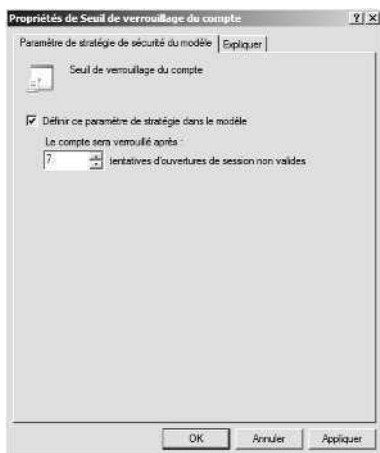 Propriétés de Seuil de verrouillage du compte
Paramètre de stratégie de sécurité du modèle Expliquer
Seuil de verrouillage du compte
Définir ce paramètre de stratégie dans le modèle
Le compte sera verrouillé après :
7 tentatives d'ouvertures de session non valides
OK Annuler Appliquer